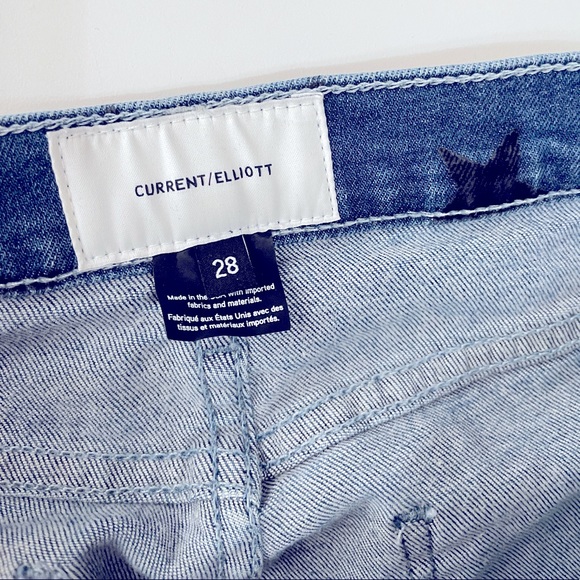 CURRENT/ELLIOTT
28
Made in the USA with imported
fabrics and materials.
Fabriqué aux États Unis avec des
tissus et matériaux importés.